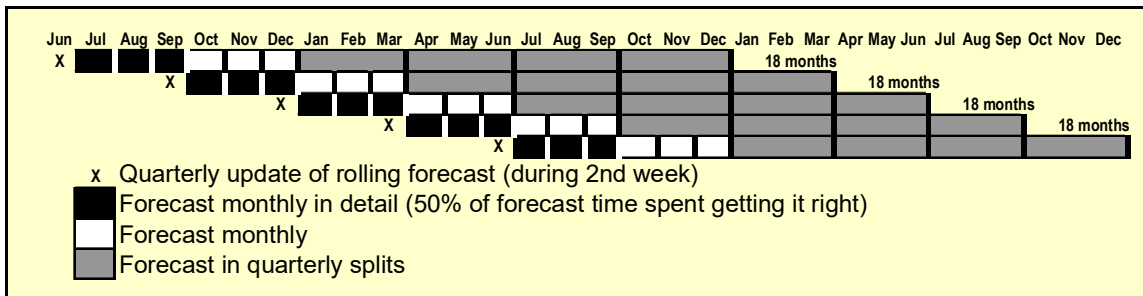 Jun Jul Aug Sep Oct Nov Dec Jan Feb Mar Apr May Jun Jul Aug Sep Oct Nov Dec Jan Feb Mar Apr May Jun Jul Aug Sep Oct Nov Dec
X 18 months
X 18 months
X 18 months
X 18 months
X
x Quarterly update of rolling forecast (during 2nd week)
Forecast monthly in detail (50% of forecast time spent getting it right)
Forecast monthly
Forecast in quarterly splits